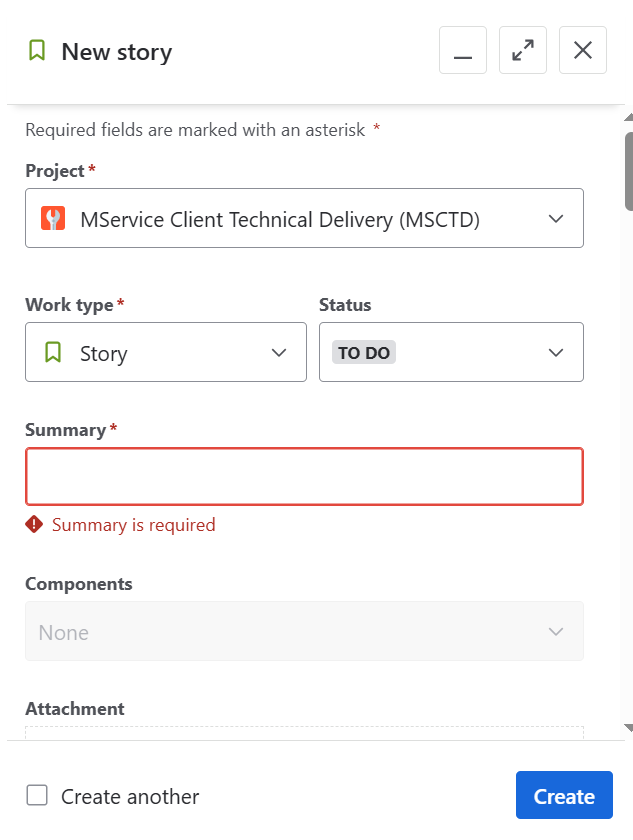 New story
Required fields are marked with an asterisk *
Project *
MService Client Technical Delivery (MSCTD)
Work type * Status
Story TO DO
Summary *
Summary is required
Components
None
Attachment
Create another Create